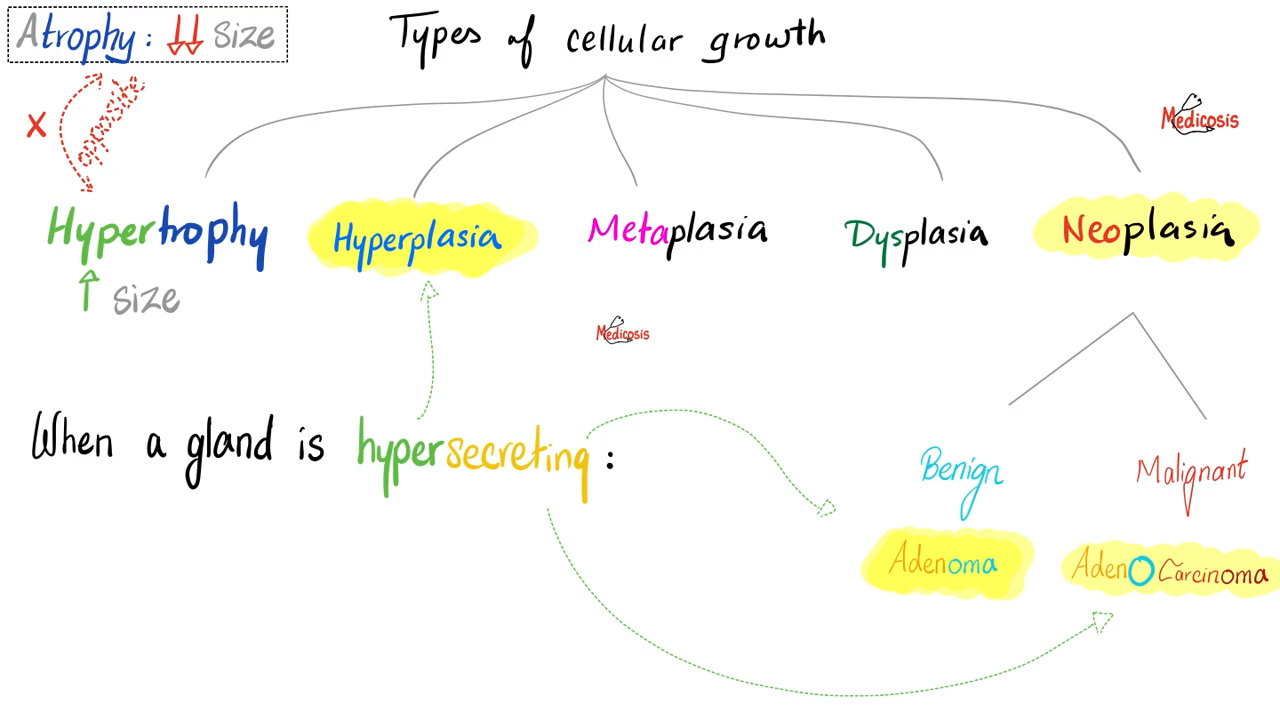 Atrophy: ↓↓ Size
Types of cellular growth
Medicosis
X
Hypertrophy
Hyperplasia
Metaplasia
Dysplasia
Neoplasia
↑ Size
Medicosis
When a gland is hypersecreting:
Benign
Malignant
Adenoma
AdenOCarcinoma